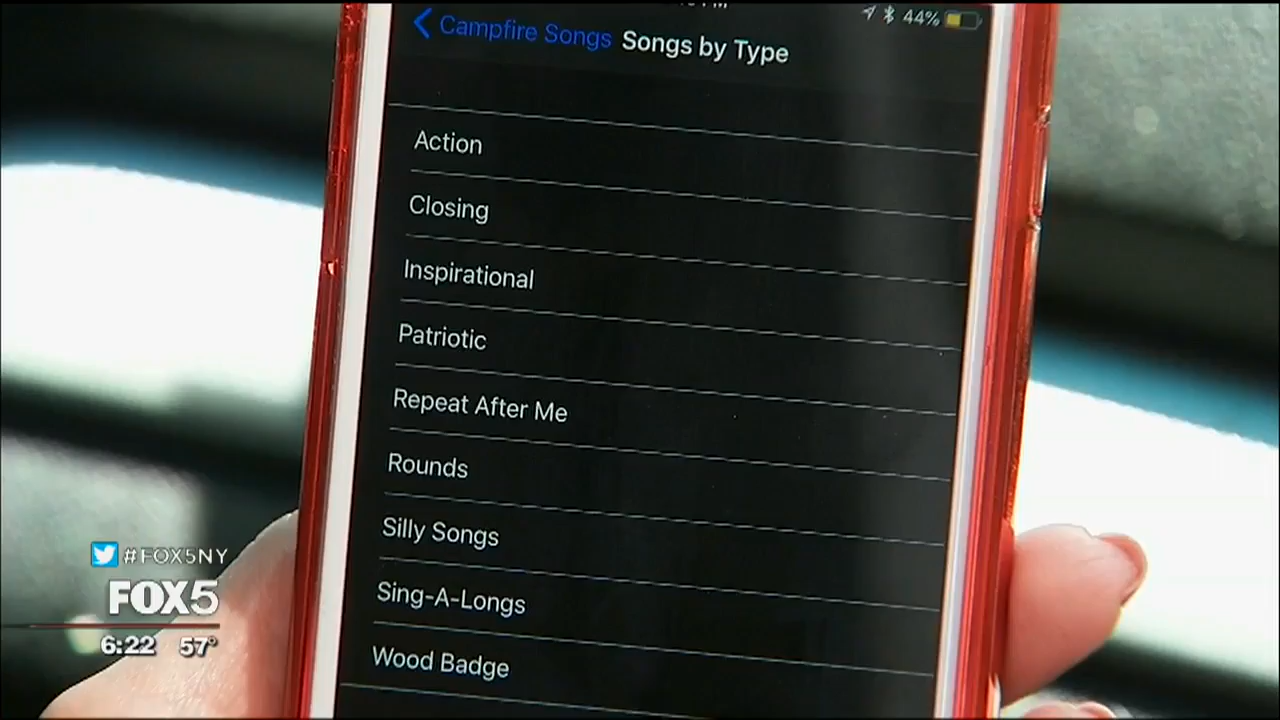 44%
Campfire Songs Songs by Type
Action
Closing
Inspirational
Patriotic
Repeat After Me
Rounds
Silly Songs
Sing-A-Longs
Wood Badge
#FOX5NY
FOX5
6:22 57°